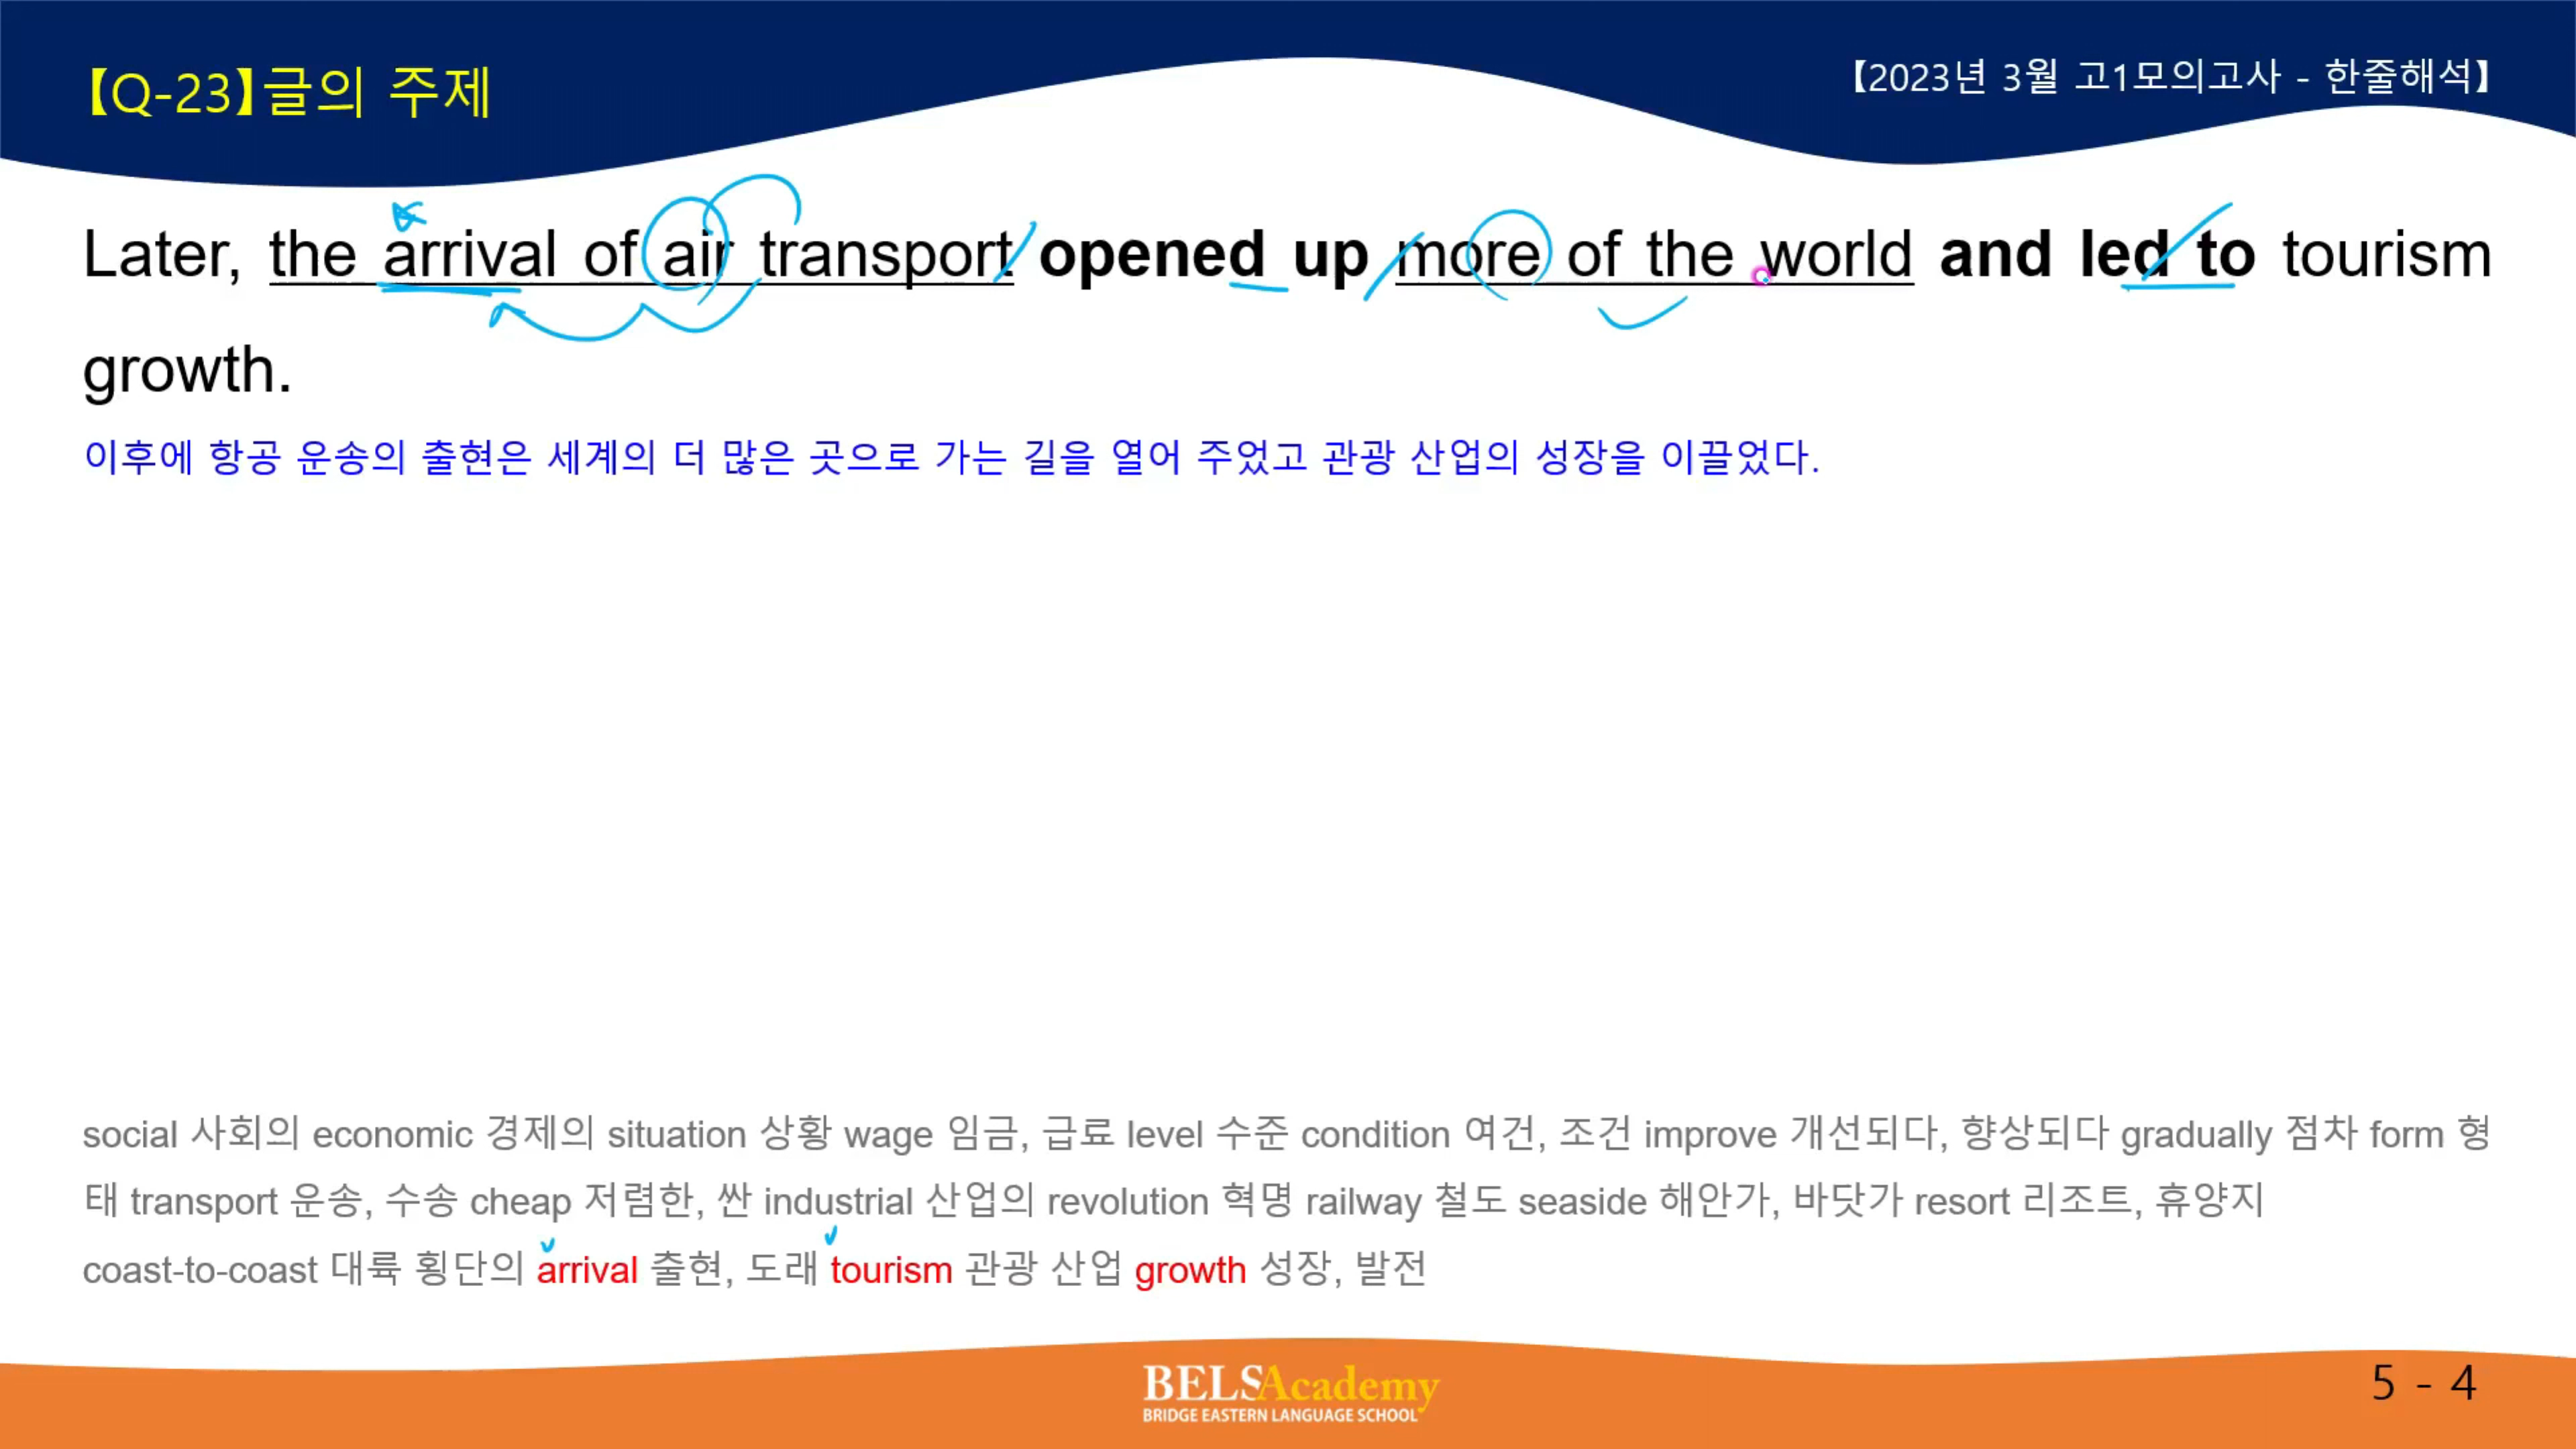 【Q-23】글의 주제
【2023년 3월 고1모의고사 - 한줄해석】
Later, the arrival of air transport opened up more of the world and led to tourism
growth.
이후에 항공 운송의 출현은 세계의 더 많은 곳으로 가는 길을 열어 주었고 관광 산업의 성장을 이끌었다.
social 사회의 economic 경제의 situation 상황 wage 임금, 급료 level 수준 condition 여건, 조건 improve 개선되다, 향상되다 gradually 점차 form 형
태 transport 운송, 수송 cheap 저렴한, 싼 industrial 산업의 revolution 혁명 railway 철도 seaside 해안가, 바닷가 resort 리조트, 휴양지
coast-to-coast 대륙 횡단의 arrival 출현, 도래 tourism 관광 산업 growth 성장, 발전
BELSAcademy
BRIDGE EASTERN LANGUAGE SCHOOL
5 - 4